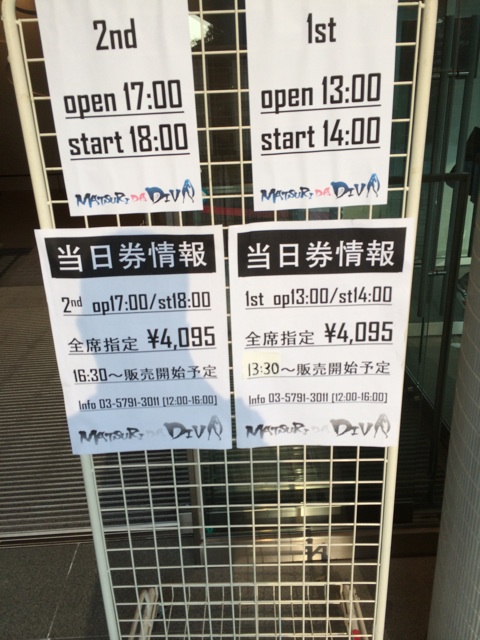 2nd
open 17:00
start 18:00
MATSURI DA DIVA
1st
open 13:00
start 14:00
MATSURI DA DIVA
当日券情報
2nd op17:00/st18:00
全席指定 ¥4,095
16:30～販売開始予定
Info 03-5791-3011 [12:00-16:00]
MATSURI DA DIVA
当日券情報
1st op13:00/st14:00
全席指定 ¥4,095
13:30～販売開始予定
Info 03-5791-3011 [12:00-16:00]
MATSURI DA DIVA